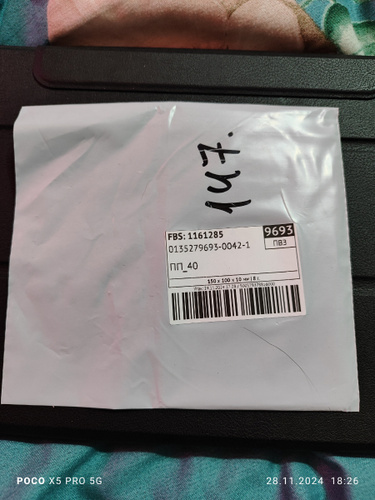 147.
FBS: 1161285
9693
0135279693-0042-1
ПВЗ
ПП_40
150 x 100 x 10 мм | 8 г.
POCO X5 PRO 5G
28.11.2024 18:26